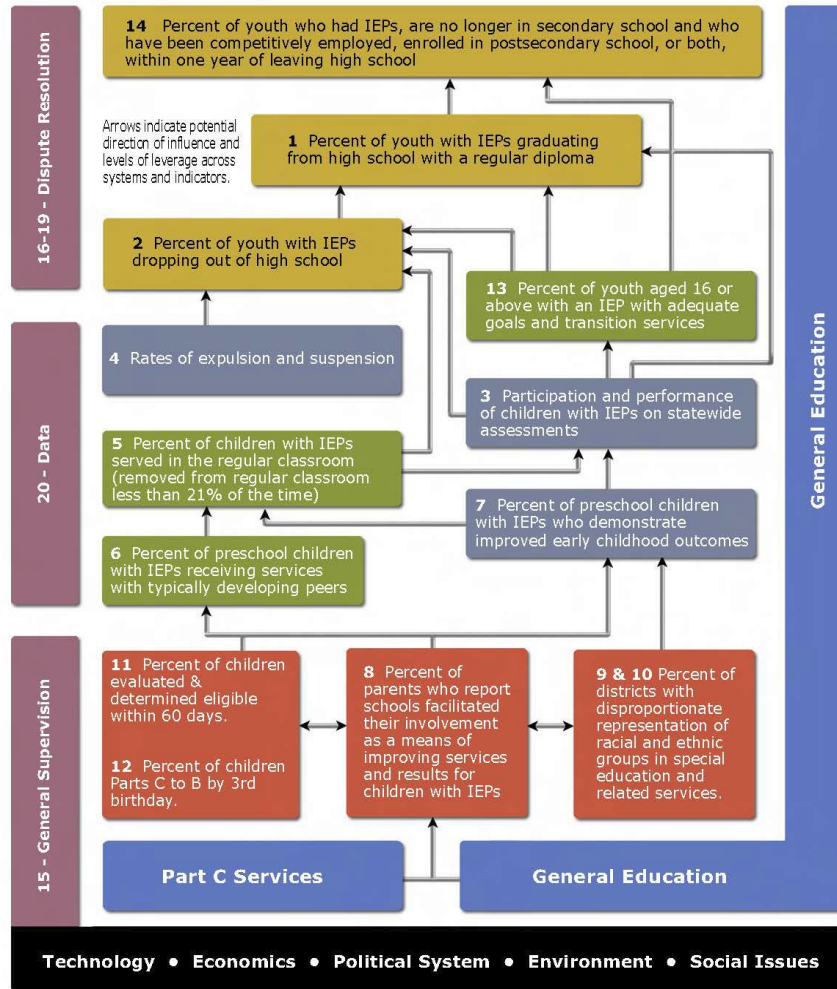 14 Percent of youth who had IEPs, are no longer in secondary school and who
have been competitively employed, enrolled in postsecondary school, or both,
within one year of leaving high school
Arrows indicate potential
direction of influence and
levels of leverage across
systems and indicators.
1 Percent of youth with IEPs graduating
from high school with a regular diploma
16-19 - Dispute Resolution
2 Percent of youth with IEPs
dropping out of high school
13 Percent of youth aged 16 or
above with an IEP with adequate
goals and transition services
General Education
4 Rates of expulsion and suspension
3 Participation and performance
of children with IEPs on statewide
assessments
20 - Data
5 Percent of children with IEPs
served in the regular classroom
(removed from regular classroom
less than 21% of the time)
7 Percent of preschool children
with IEPs who demonstrate
improved early childhood outcomes
6 Percent of preschool children
with IEPs receiving services
with typically developing peers
15 - General Supervision
11 Percent of children
evaluated &
determined eligible
within 60 days.
12 Percent of children
Parts C to B by 3rd
birthday.
8 Percent of
parents who report
schools facilitated
their involvement
as a means of
improving services
and results for
children with IEPs
9 & 10 Percent of
districts with
disproportionate
representation of
racial and ethnic
groups in special
education and
related services.
Part C Services
General Education
Technology • Economics • Political System • Environment • Social Issues